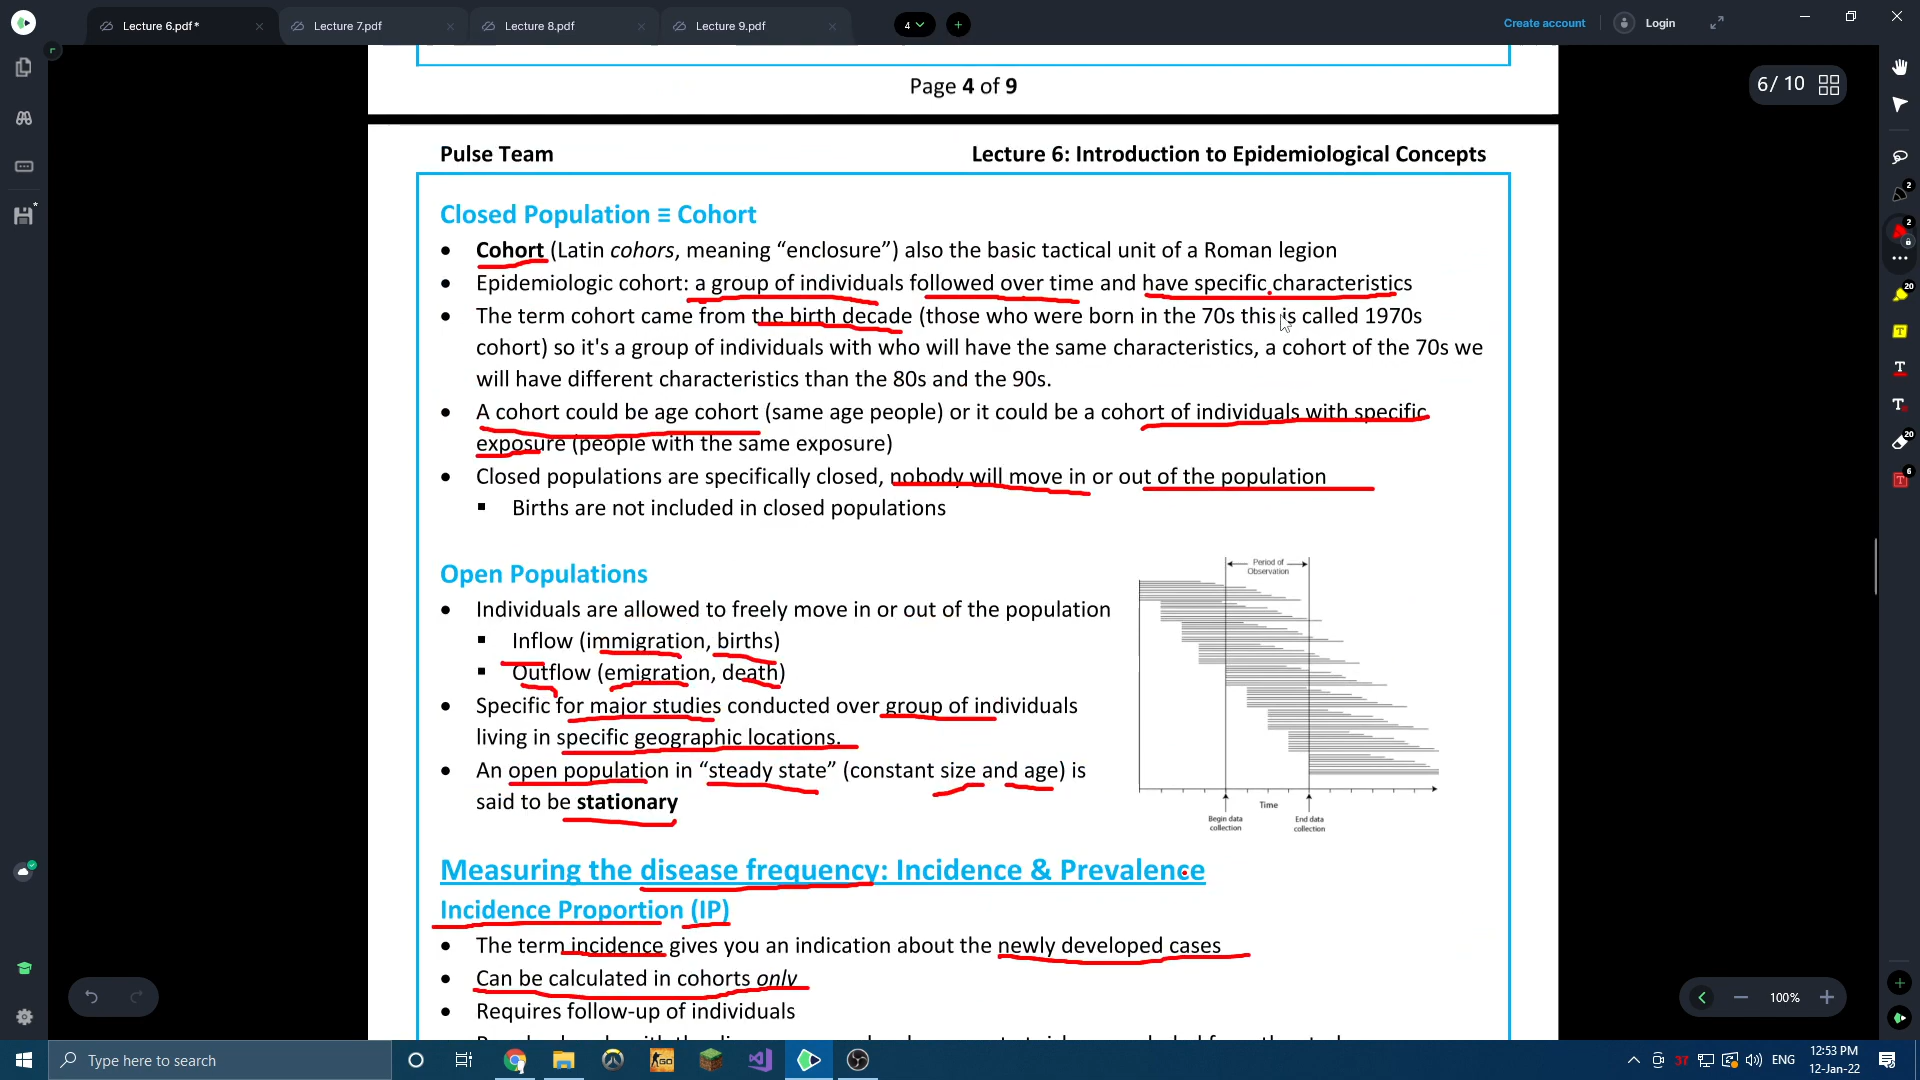 Lecture 6.pdf*
Lecture 7.pdf
Lecture 8.pdf
Lecture 9.pdf
4
Create account
Login
Page 4 of 9
6/ 10
Pulse Team
Lecture 6: Introduction to Epidemiological Concepts
Closed Population ≡ Cohort
• Cohort (Latin cohors, meaning “enclosure”) also the basic tactical unit of a Roman legion
• Epidemiologic cohort: a group of individuals followed over time and have specific characteristics
• The term cohort came from the birth decade (those who were born in the 70s this is called 1970s
cohort) so it's a group of individuals with who will have the same characteristics, a cohort of the 70s we
will have different characteristics than the 80s and the 90s.
• A cohort could be age cohort (same age people) or it could be a cohort of individuals with specific
exposure (people with the same exposure)
• Closed populations are specifically closed, nobody will move in or out of the population
▪ Births are not included in closed populations
Open Populations
• Individuals are allowed to freely move in or out of the population
▪ Inflow (immigration, births)
▪ Outflow (emigration, death)
• Specific for major studies conducted over group of individuals
living in specific geographic locations.
• An open population in “steady state” (constant size and age) is
said to be stationary
Period of
Observation
Time
Begin data
collection
End data
collection
Measuring the disease frequency: Incidence & Prevalence
Incidence Proportion (IP)
• The term incidence gives you an indication about the newly developed cases
• Can be calculated in cohorts only
• Requires follow-up of individuals
100%
2
2
20
T
T
T
20
6
T
Type here to search
GO
37
ENG
12:53 PM
12-Jan-22